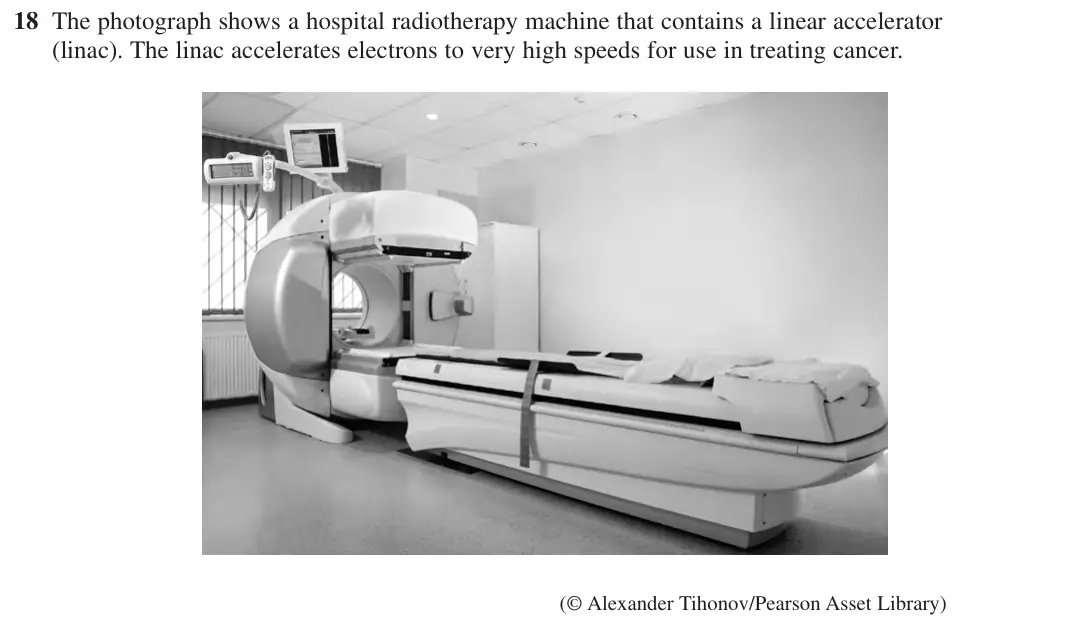 18 The photograph shows a hospital radiotherapy machine that contains a linear accelerator
(linac). The linac accelerates electrons to very high speeds for use in treating cancer.
(© Alexander Tihonov/Pearson Asset Library)